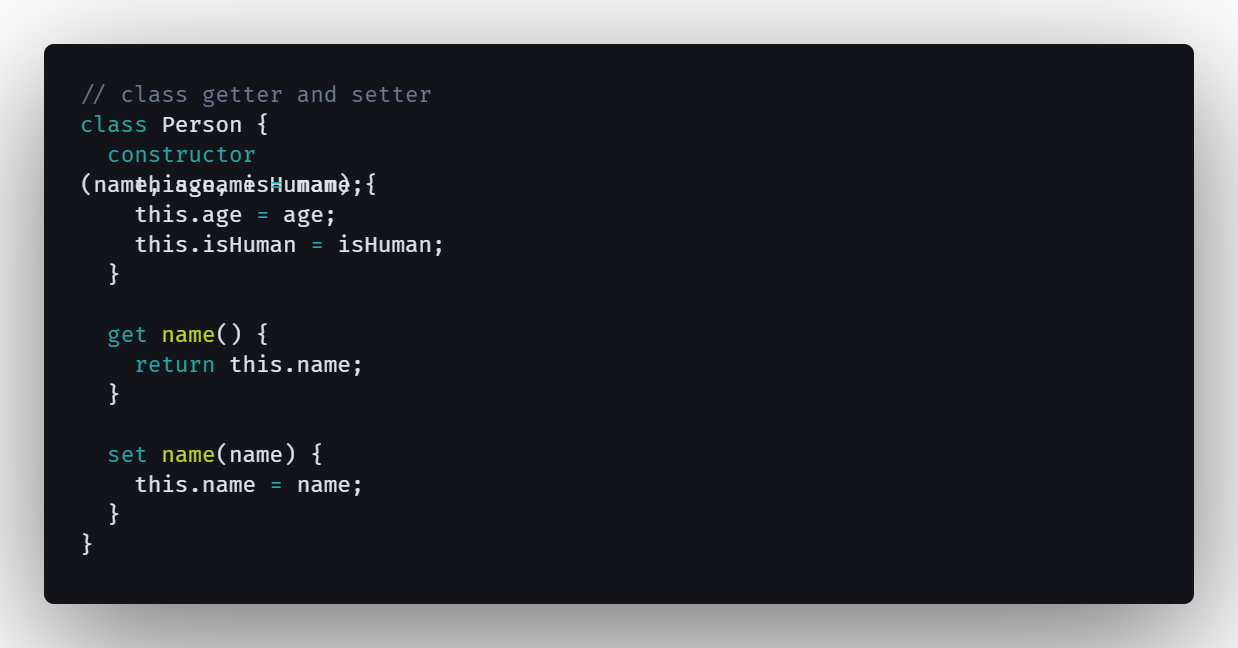 // class getter and setter
class Person {
  constructor
(name, age, isHuman) {
    this.name = name;
    this.age = age;
    this.isHuman = isHuman;
  }

  get name() {
    return this.name;
  }

  set name(name) {
    this.name = name;
  }
}